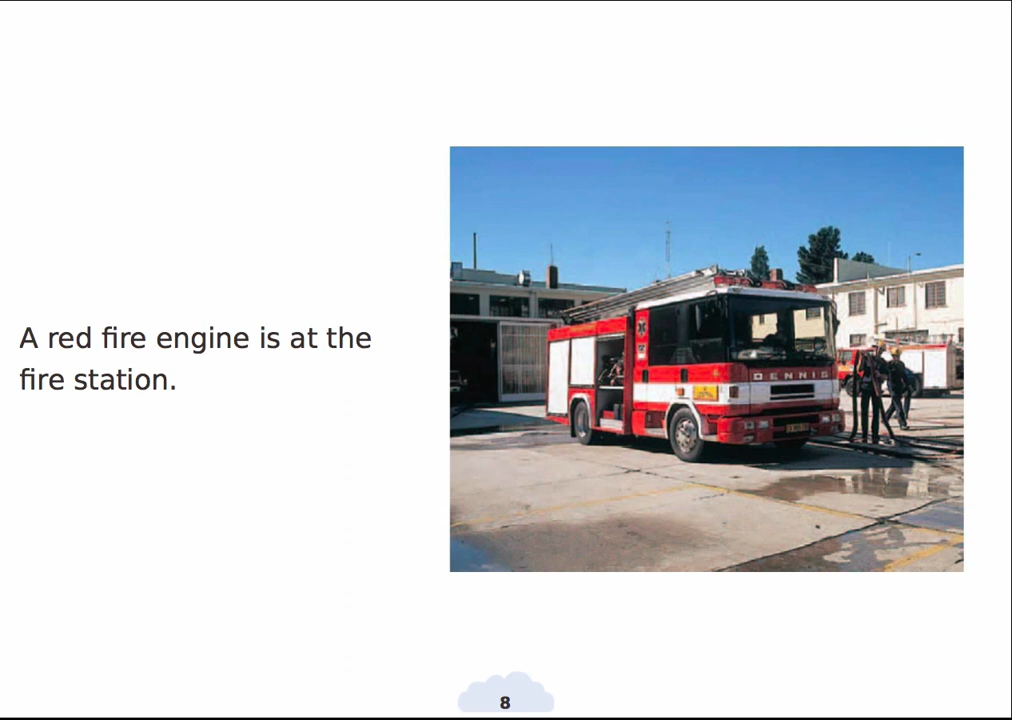 A red fire engine is at the
fire station.
DENNIS
8